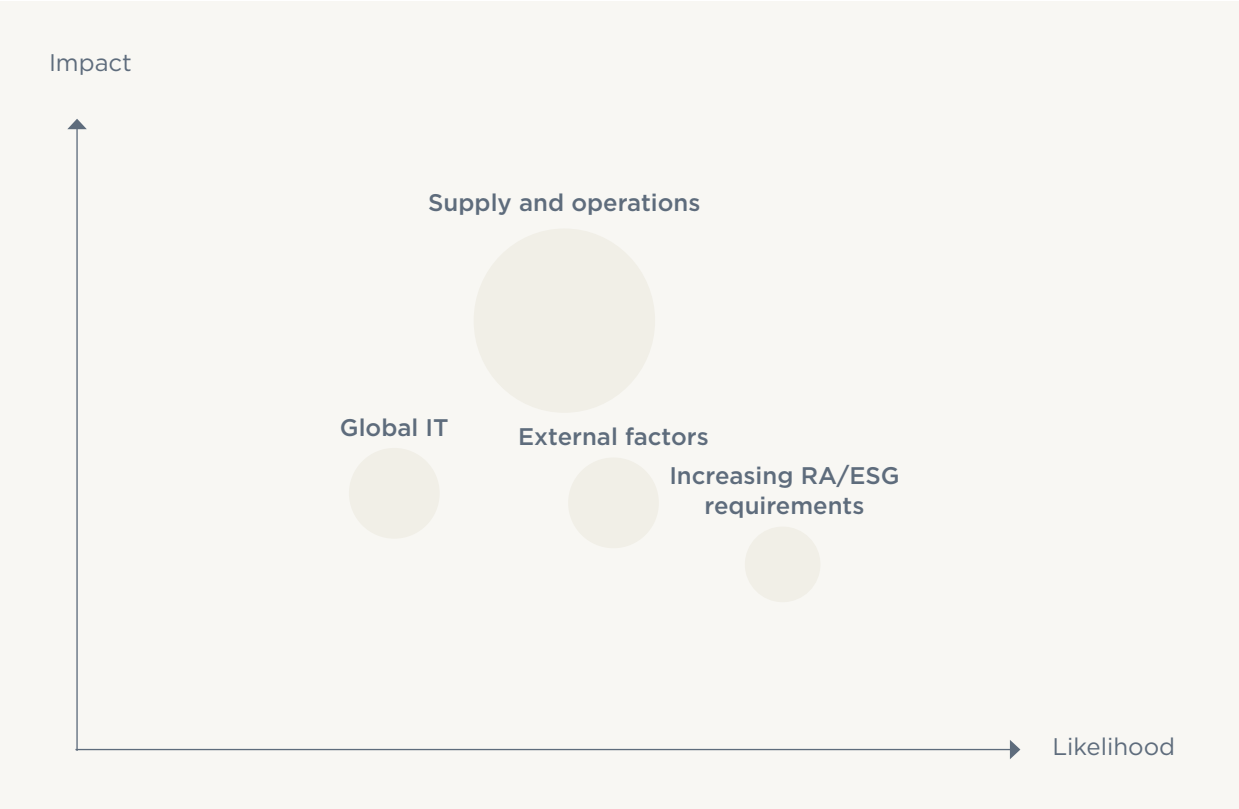 Impact
Supply and operations
Global IT
External factors
Increasing RA/ESG
requirements
Likelihood